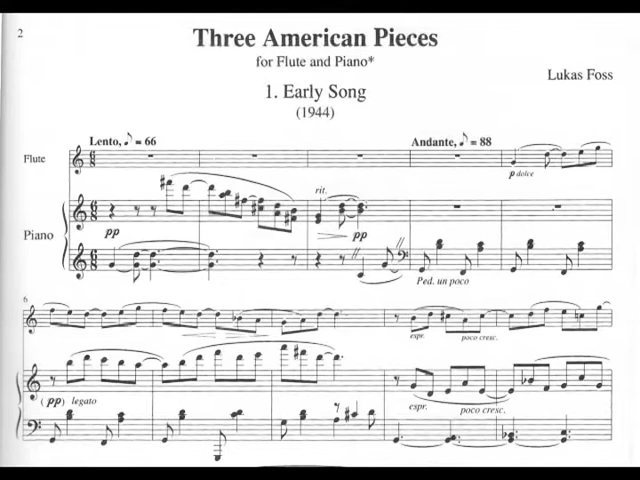 2
Three American Pieces
for Flute and Piano*
Lukas Foss
1. Early Song
(1944)
Lento, ♪ = 66
Andante, ♪ = 88
Flute
p dolce
rit.
Piano
pp
pp
Ped. un poco
6
espr.
poco cresc.
(pp) legato
espr.
poco cresc.